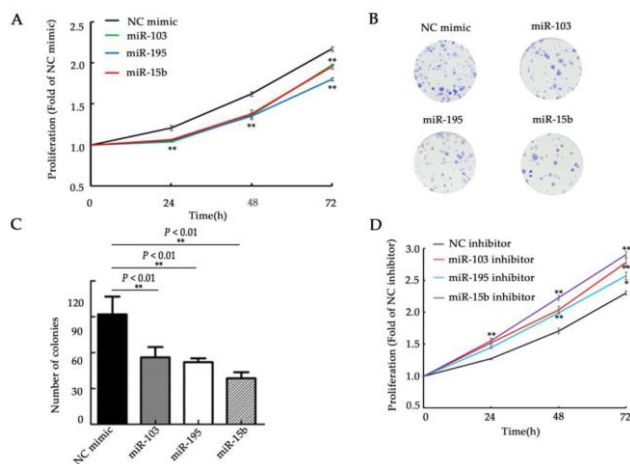 A
Proliferation (Fold of NC mimic)
2.5
2.0
1.5
1.0
0.5
NC mimic
miR-103
miR-195
miR-15b
**
**
**
**
0
24
48
72
Time(h)
B
NC mimic
miR-103
miR-195
miR-15b
C
P < 0.01
**
P < 0.01
**
P < 0.01
**
Number of colonies
120
90
60
30
0
NC mimic
miR-103
miR-195
miR-15b
D
Proliferation (Fold of NC inhibitor)
3.0
2.5
2.0
1.5
1.0
0.5
NC inhibitor
miR-103 inhibitor
miR-195 inhibitor
miR-15b inhibitor
**
**
**
**
**
*
0
24
48
72
Time(h)